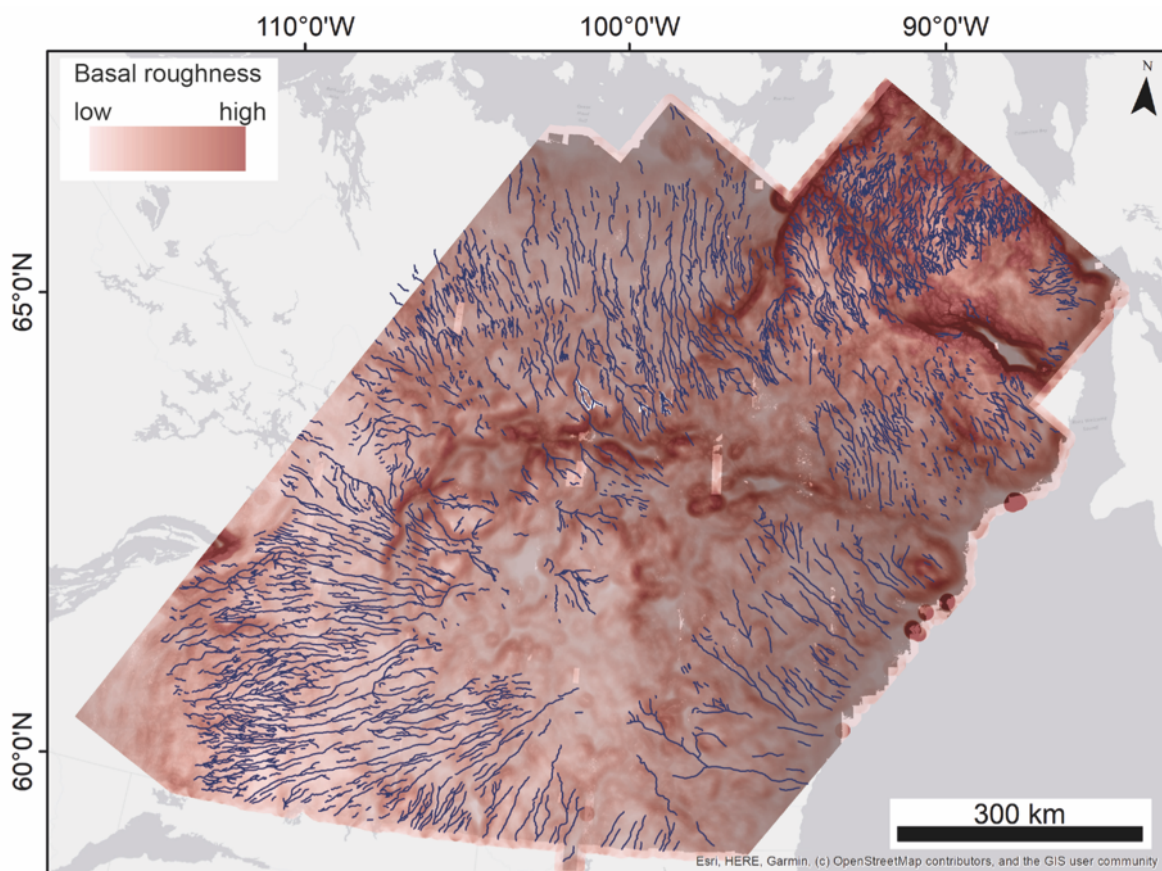 110°0'W 100°0'W 90°0'W
Basal roughness
low high
N
65°0'N
60°0'N
300 km
Esri, HERE, Garmin, (c) OpenStreetMap contributors, and the GIS user community